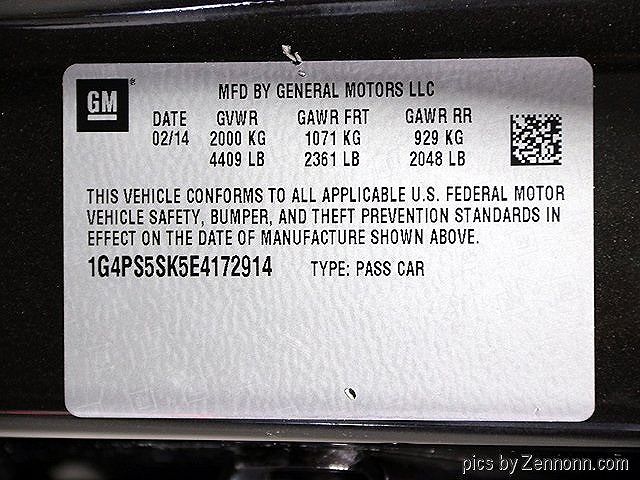 GM®
MFD BY GENERAL MOTORS LLC
DATE GVWR GAWR FRT GAWR RR
02/14 2000 KG 1071 KG 929 KG
4409 LB 2361 LB 2048 LB
THIS VEHICLE CONFORMS TO ALL APPLICABLE U.S. FEDERAL MOTOR
VEHICLE SAFETY, BUMPER, AND THEFT PREVENTION STANDARDS IN
EFFECT ON THE DATE OF MANUFACTURE SHOWN ABOVE.
1G4PS5SK5E4172914 TYPE: PASS CAR
pics by Zennonn.com